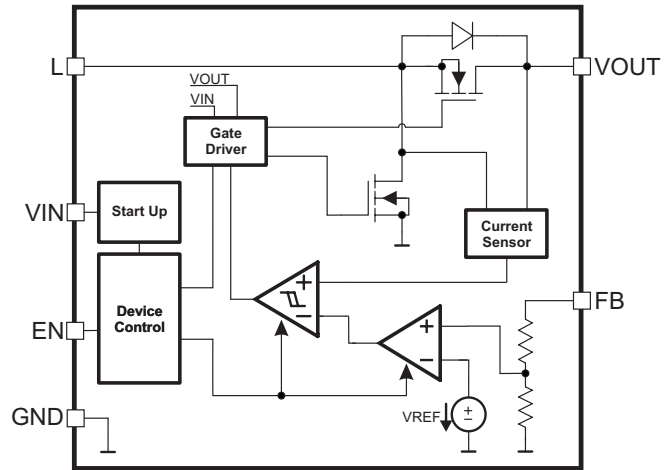 L
VOUT
VOUT
VIN
Gate
Driver
VIN
Start Up
Current
Sensor
Device
Control
EN
FB
GND
VREF
+
−
+
−
+
−